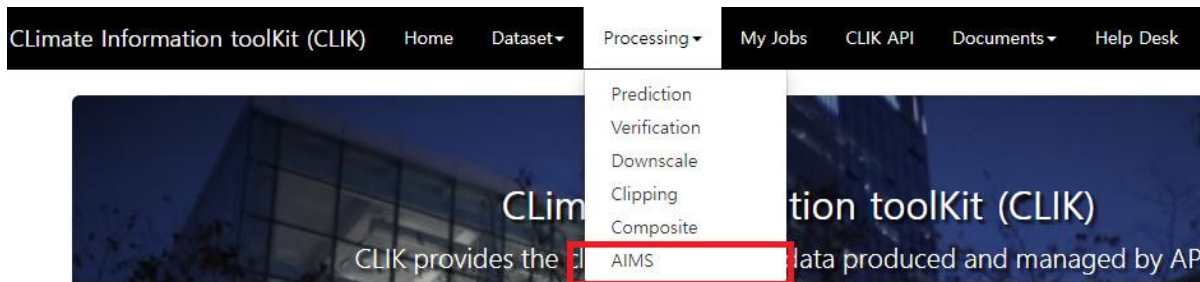 CLimate Information toolKit (CLIK) Home Dataset Processing My Jobs CLIK API Documents Help Desk
Prediction
Verification
Downscale
Clipping
Composite
AIMS
CLim tion toolKit (CLIK)
CLIK provides the cl data produced and managed by AP